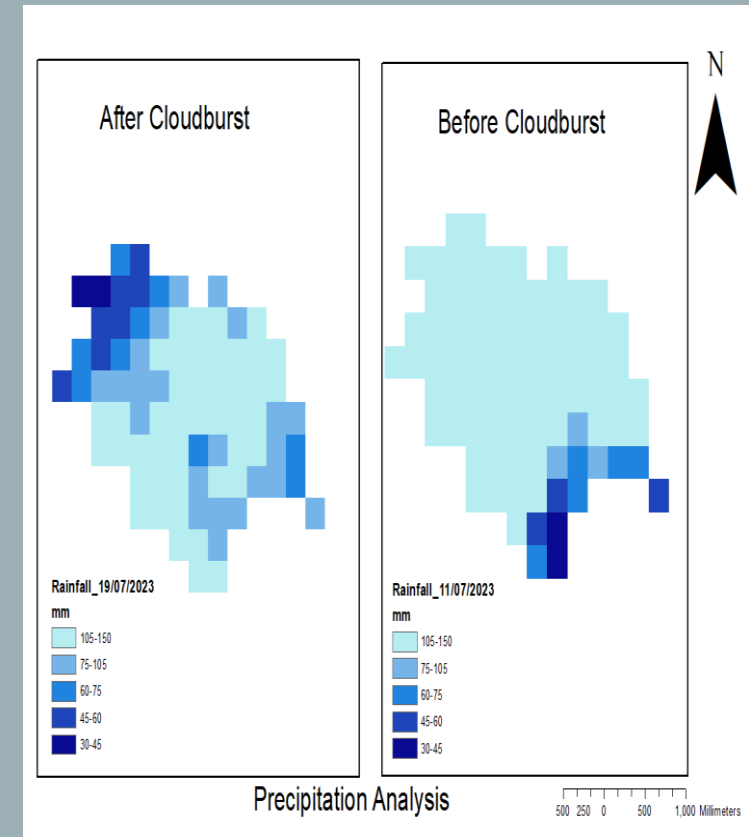 After Cloudburst
Rainfall_19/07/2023
mm
105-150
75-105
60-75
45-60
30-45
Before Cloudburst
Rainfall_11/07/2023
mm
105-150
75-105
60-75
45-60
30-45
N
Precipitation Analysis
500 250 0 500 1,000 Millimeters